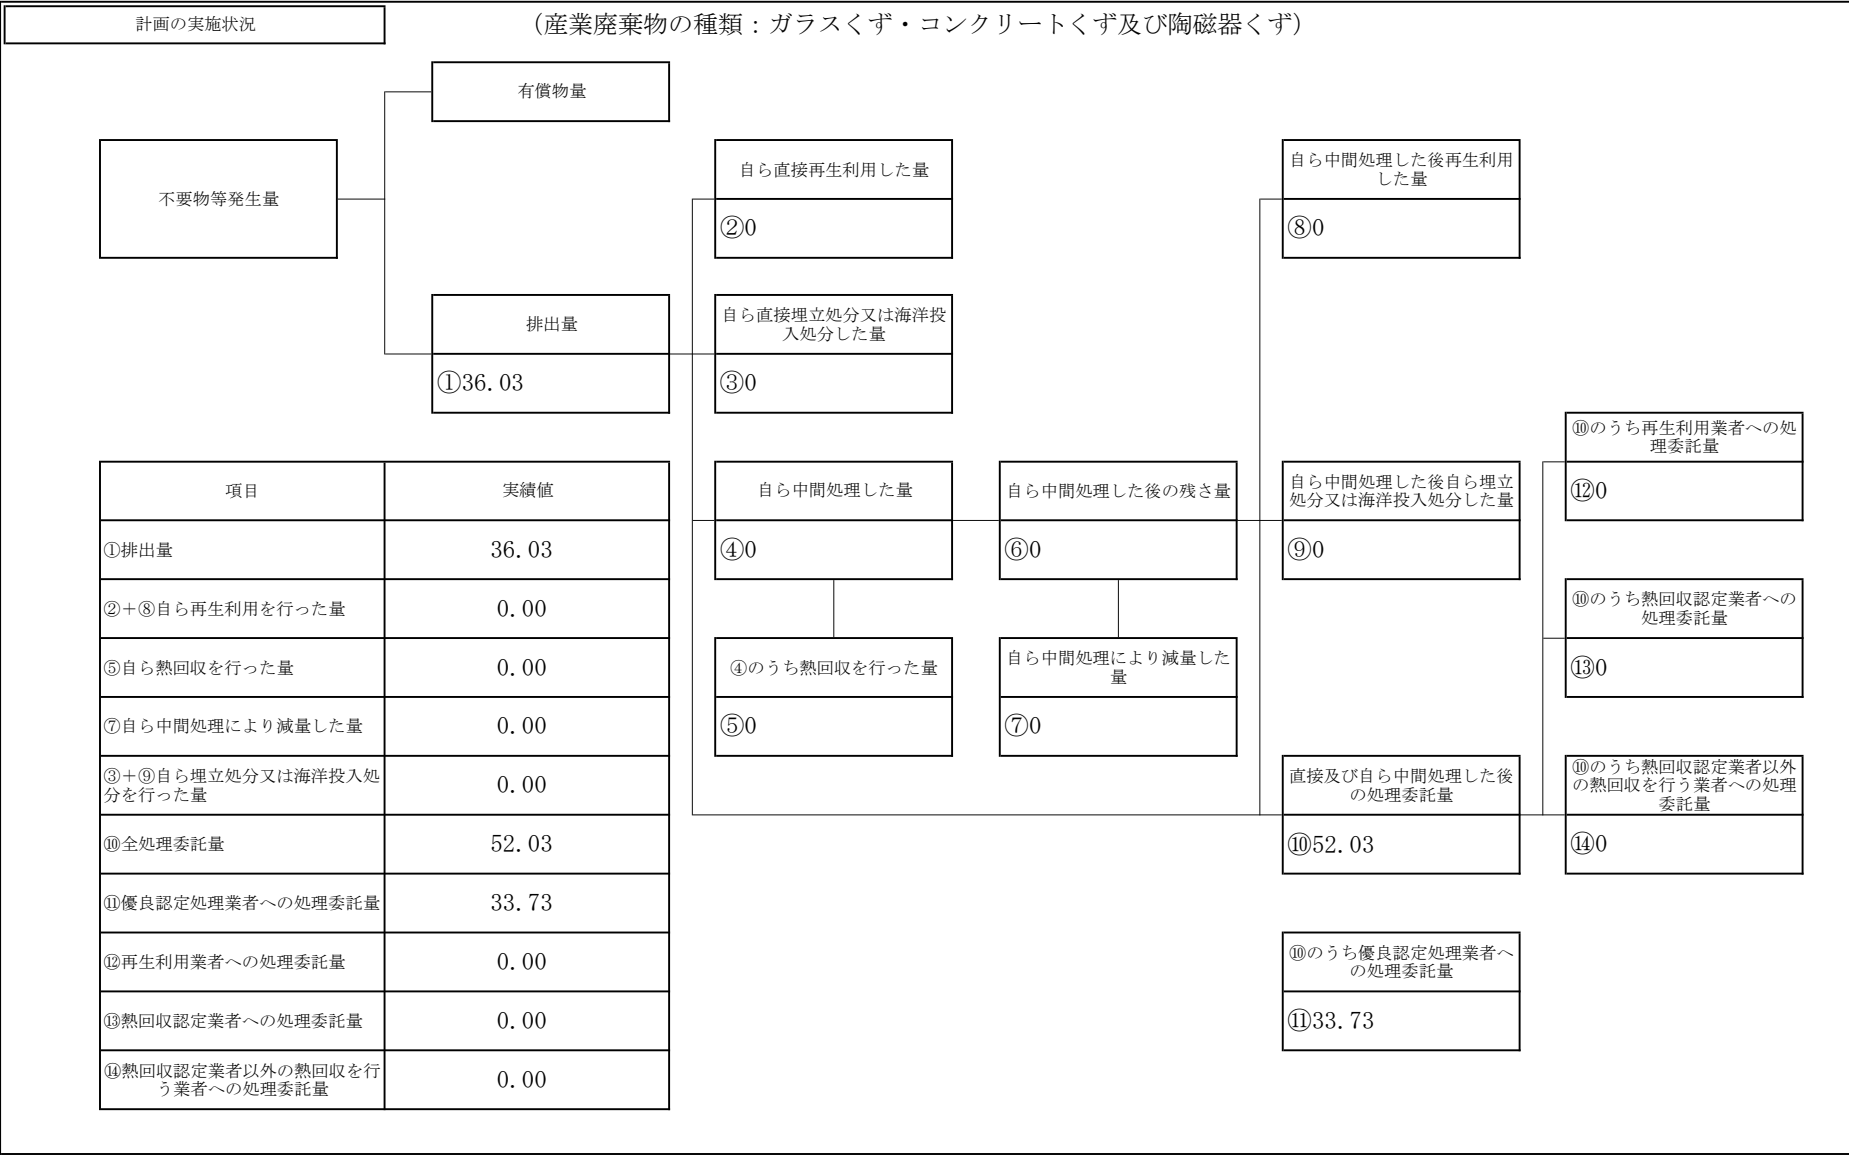 計画の実施状況
（産業廃棄物の種類：ガラスくず・コンクリートくず及び陶磁器くず）
有償物量
不要物等発生量
自ら直接再生利用した量
②0
自ら中間処理した後再生利用
した量
⑧0
排出量
①36.03
自ら直接埋立処分又は海洋投
入処分した量
③0
⑩のうち再生利用業者への処
理委託量
⑫0
自ら中間処理した量
④0
自ら中間処理した後の残さ量
⑥0
自ら中間処理した後自ら埋立
処分又は海洋投入処分した量
⑨0
⑩のうち熱回収認定業者への
処理委託量
⑬0
④のうち熱回収を行った量
⑤0
自ら中間処理により減量した
量
⑦0
直接及び自ら中間処理した後
の処理委託量
⑩52.03
⑩のうち熱回収認定業者以外
の熱回収を行う業者への処理
委託量
⑭0
⑩のうち優良認定処理業者へ
の処理委託量
⑪33.73
項目 実績値
①排出量 36.03
②＋⑧自ら再生利用を行った量 0.00
⑤自ら熱回収を行った量 0.00
⑦自ら中間処理により減量した量 0.00
③＋⑨自ら埋立処分又は海洋投入処
分を行った量 0.00
⑩全処理委託量 52.03
⑪優良認定処理業者への処理委託量 33.73
⑫再生利用業者への処理委託量 0.00
⑬熱回収認定業者への処理委託量 0.00
⑭熱回収認定業者以外の熱回収を行
う業者への処理委託量 0.00